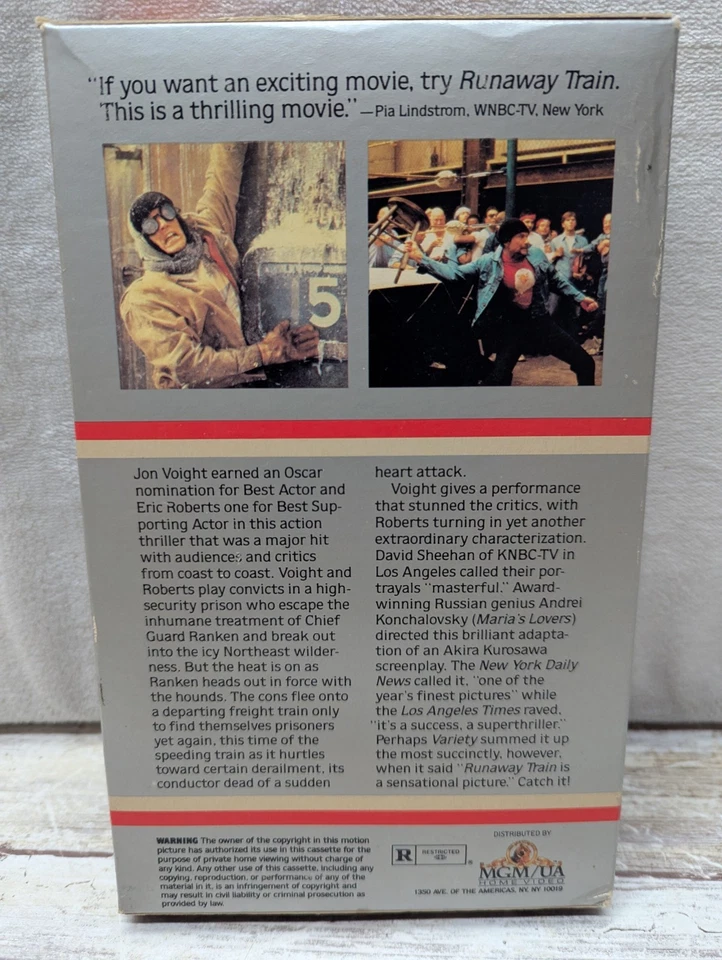 “If you want an exciting movie, try Runaway Train.
This is a thrilling movie.” —Pia Lindstrom, WNBC-TV, New York
5
Jon Voight earned an Oscar
nomination for Best Actor and
Eric Roberts one for Best Sup-
porting Actor in this action
thriller that was a major hit
with audiences and critics
from coast to coast. Voight and
Roberts play convicts in a high-
security prison who escape the
inhumane treatment of Chief
Guard Ranken and break out
into the icy Northeast wilder-
ness. But the heat is on as
Ranken heads out in force with
the hounds. The cons flee onto
a departing freight train only
to find themselves prisoners
yet again, this time of the
speeding train as it hurtles
toward certain derailment, its
conductor dead of a sudden
heart attack.
Voight gives a performance
that stunned the critics, with
Roberts turning in yet another
extraordinary characterization.
David Sheehan of KNBC-TV in
Los Angeles called their por-
trayals “masterful.” Award-
winning Russian genius Andrei
Konchalovsky (Maria's Lovers)
directed this brilliant adapta-
tion of an Akira Kurosawa
screenplay. The New York Daily
News called it, “one of the
year's finest pictures” while
the Los Angeles Times raved,
“it's a success, a superthriller.”
Perhaps Variety summed it up
the most succinctly, however,
when it said “Runaway Train is
a sensational picture.” Catch it!
WARNING The owner of the copyright in this motion
picture has authorized its use in this cassette for the
purpose of private home viewing without charge of
any kind. Any other use of this cassette, including any
copying, reproduction, or performance of any of the
material in it, is an infringement of copyright and
may result in civil liability or criminal prosecution as
provided by law.
R RESTRICTED ®
DISTRIBUTED BY
MGM/UA
HOME VIDEO
1350 AVE. OF THE AMERICAS, NY, NY 10019